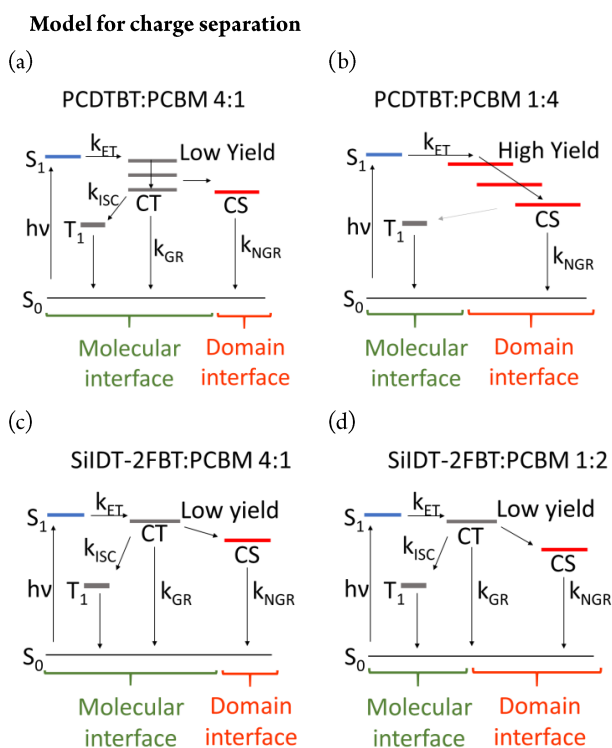 Model for charge separation
(a)
PCDTBT:PCBM 4:1
S1
kET
Low Yield
kISC
CT
CS
hν
T1
kGR
kNGR
S0
Molecular
interface
Domain
interface
(b)
PCDTBT:PCBM 1:4
S1
kET
High Yield
CS
hν
T1
kNGR
S0
Molecular
interface
Domain
interface
(c)
SiIDT-2FBT:PCBM 4:1
S1
kET
Low yield
CT
kISC
CS
hν
T1
kGR
kNGR
S0
Molecular
interface
Domain
interface
(d)
SiIDT-2FBT:PCBM 1:2
S1
kET
Low yield
CT
kISC
CS
hν
T1
kGR
kNGR
S0
Molecular
interface
Domain
interface